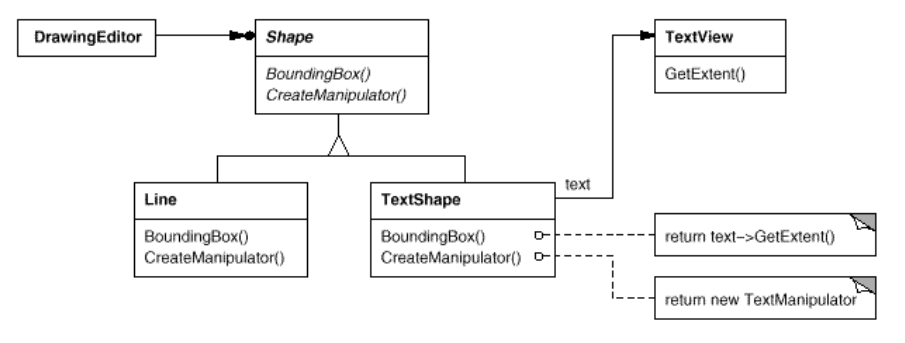 DrawingEditor
Shape
BoundingBox()
CreateManipulator()
TextView
GetExtent()
Line
BoundingBox()
CreateManipulator()
TextShape
BoundingBox()
CreateManipulator()
text
return text->GetExtent()
return new TextManipulator